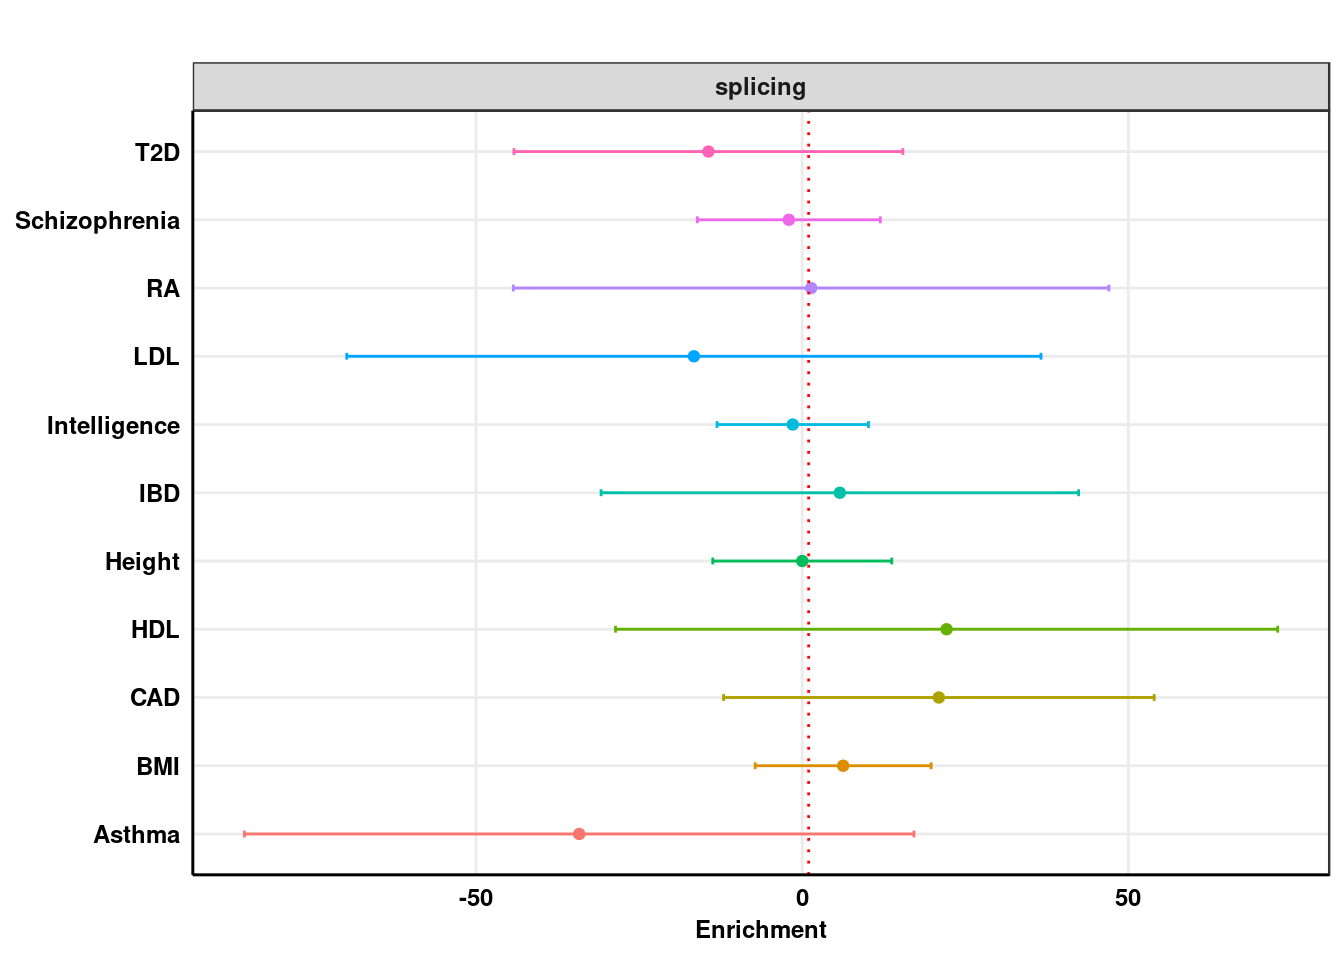 splicing
T2D
Schizophrenia
RA
LDL
Intelligence
IBD
Height
HDL
CAD
BMI
Asthma
-50 0 50
Enrichment